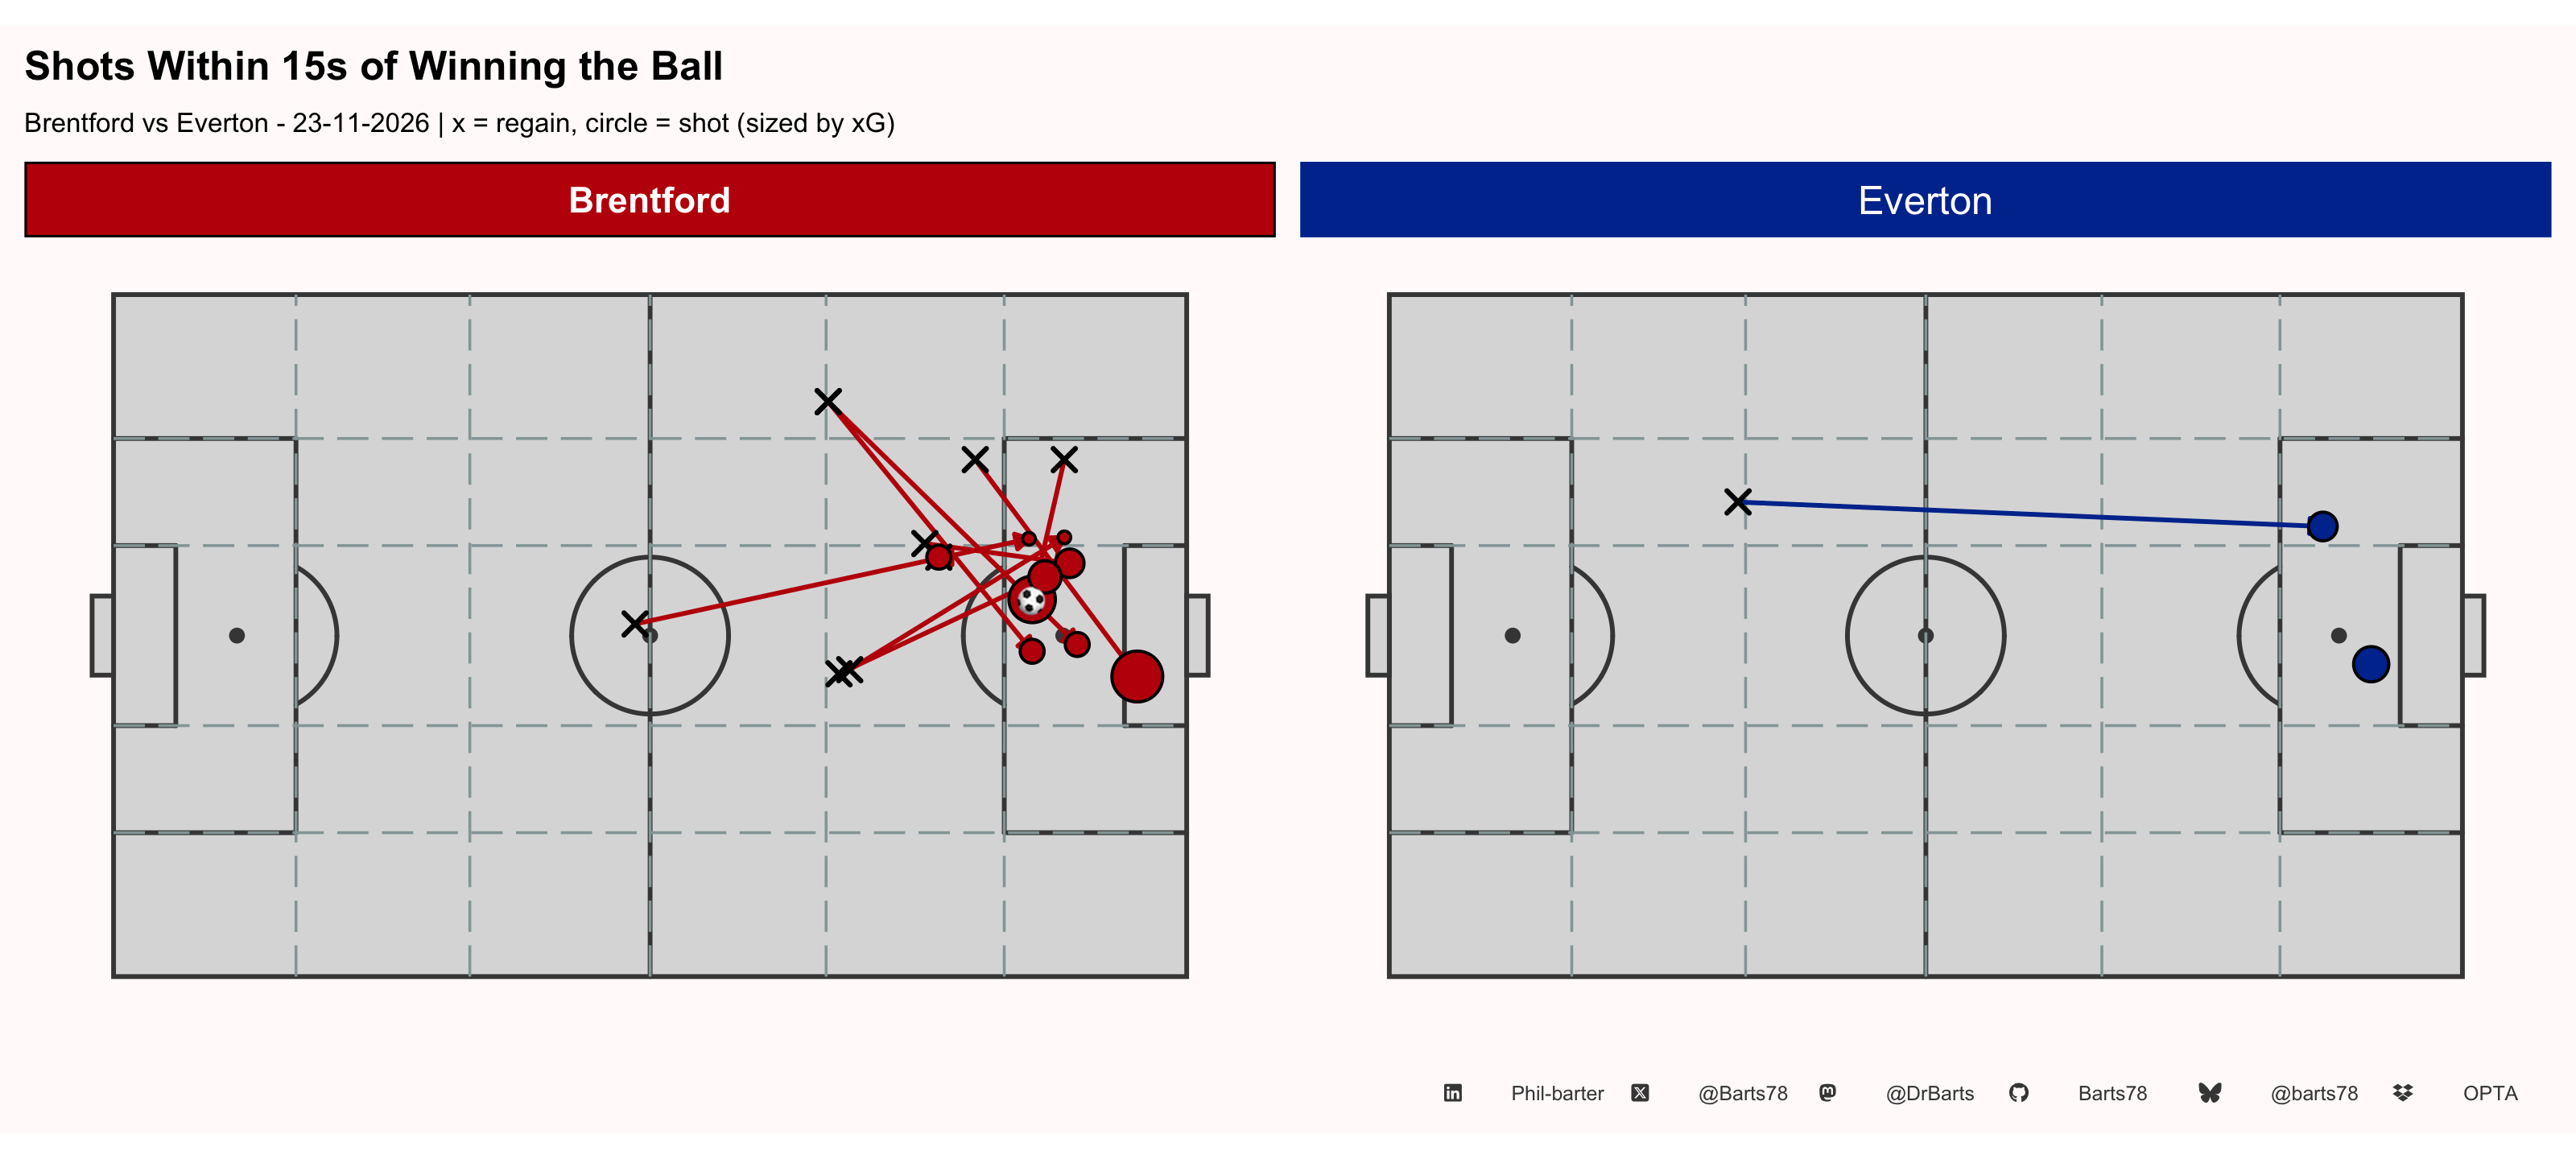 Shots Within 15s of Winning the Ball
Brentford vs Everton - 23-11-2026 | x = regain, circle = shot (sized by xG)
Brentford
Everton
Phil-barter @Barts78 @DrBarts Barts78 @barts78 OPTA